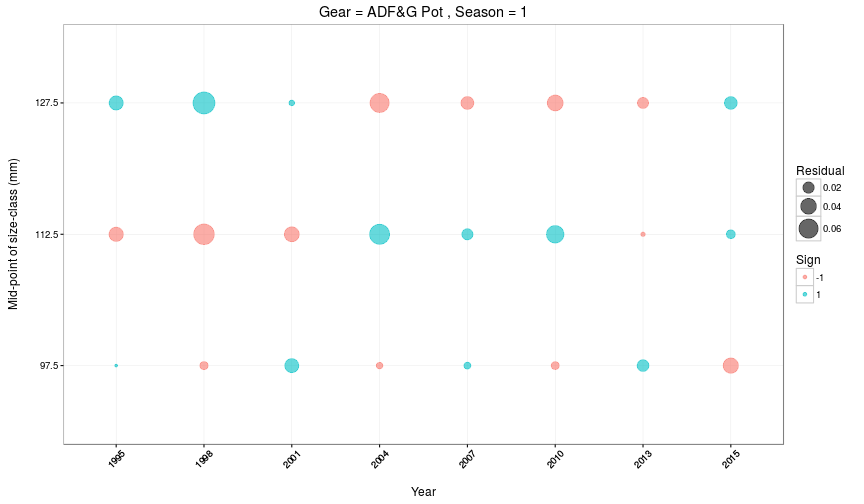 Gear = ADF&G Pot , Season = 1
Mid-point of size-class (mm)
127.5
112.5
97.5
1995 1998 2001 2004 2007 2010 2013 2015
Year
Residual
0.02
0.04
0.06
Sign
-1
1